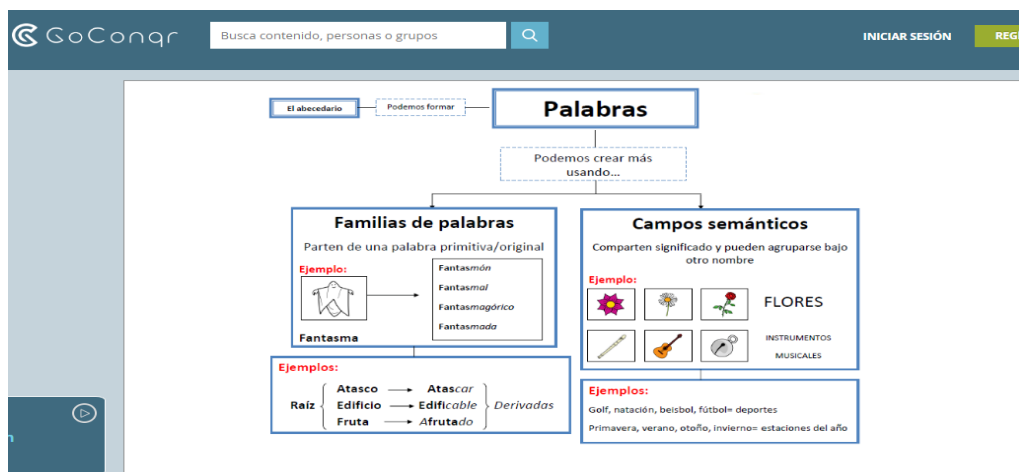 GoConqr
Busca contenido, personas o grupos
INICIAR SESIÓN
REGI
El abecedario
Podemos formar
Palabras
Podemos crear más
usando...
Familias de palabras
Parten de una palabra primitiva/original
Ejemplo:
Fantasma
Fantasmón
Fantasmal
Fantasmagórico
Fantasmada
Ejemplos:
Raíz
Atasco Atascar
Edificio Edificable
Fruta Afrutado
Derivadas
Campos semánticos
Comparten significado y pueden agruparse bajo
otro nombre
Ejemplo:
FLORES
INSTRUMENTOS
MUSICALES
Ejemplos:
Golf, natación, beisbol, fútbol= deportes
Primavera, verano, otoño, invierno= estaciones del año
n